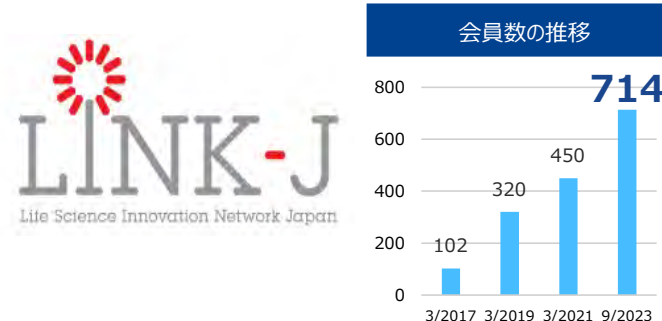 LINK-J
Life Science Innovation Network Japan
会員数の推移
800
600
400
200
0
102
320
450
714
3/2017 3/2019 3/2021 9/2023